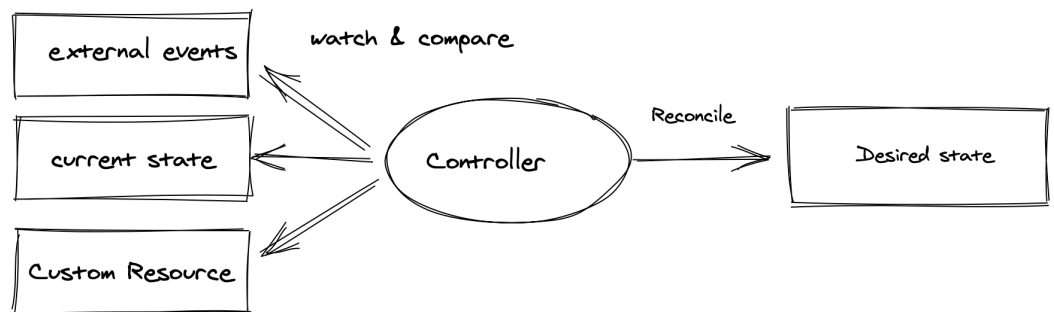 external events
watch & compare
Reconcile
current state
Controller
Desired state
Custom Resource